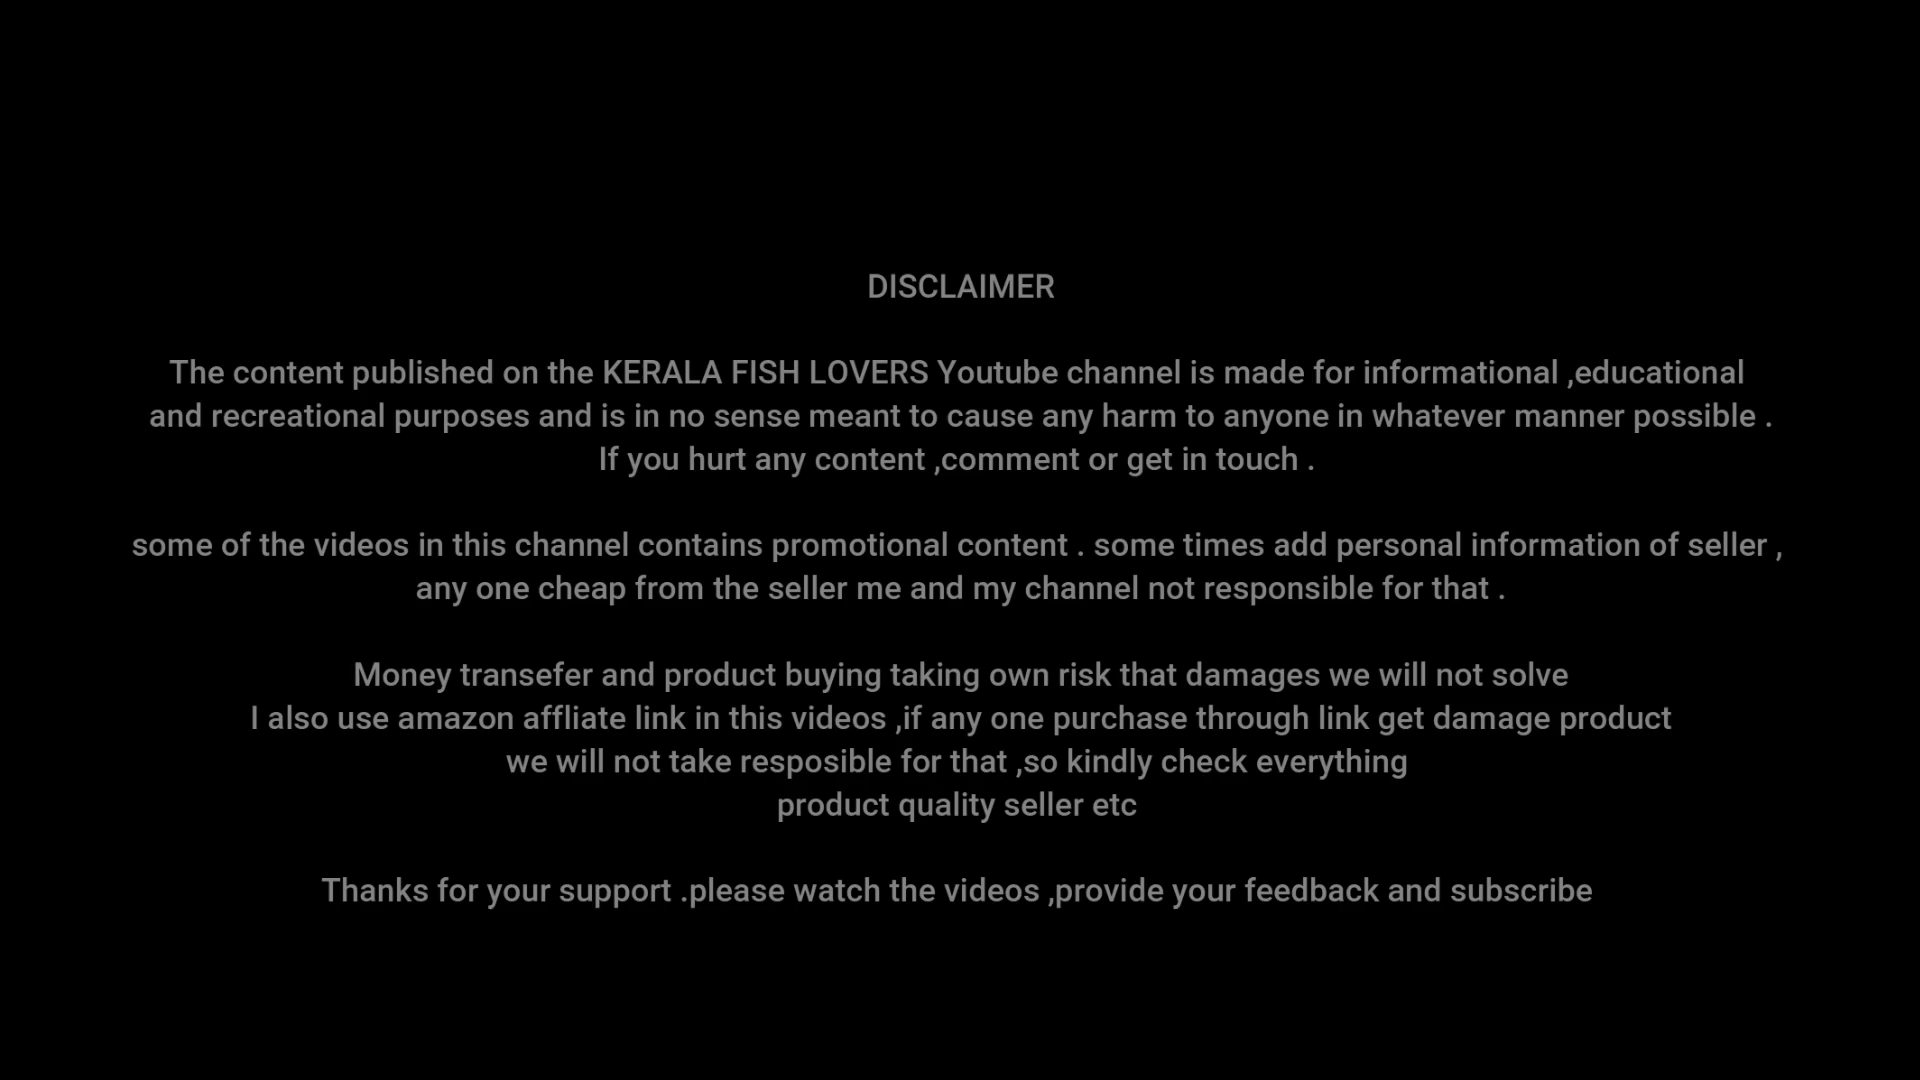 DISCLAIMER
The content published on the KERALA FISH LOVERS Youtube channel is made for informational ,educational
and recreational purposes and is in no sense meant to cause any harm to anyone in whatever manner possible .
If you hurt any content ,comment or get in touch .
some of the videos in this channel contains promotional content . some times add personal information of seller ,
any one cheap from the seller me and my channel not responsible for that .
Money transefer and product buying taking own risk that damages we will not solve
I also use amazon affliate link in this videos ,if any one purchase through link get damage product
we will not take resposible for that ,so kindly check everything
product quality seller etc
Thanks for your support .please watch the videos ,provide your feedback and subscribe